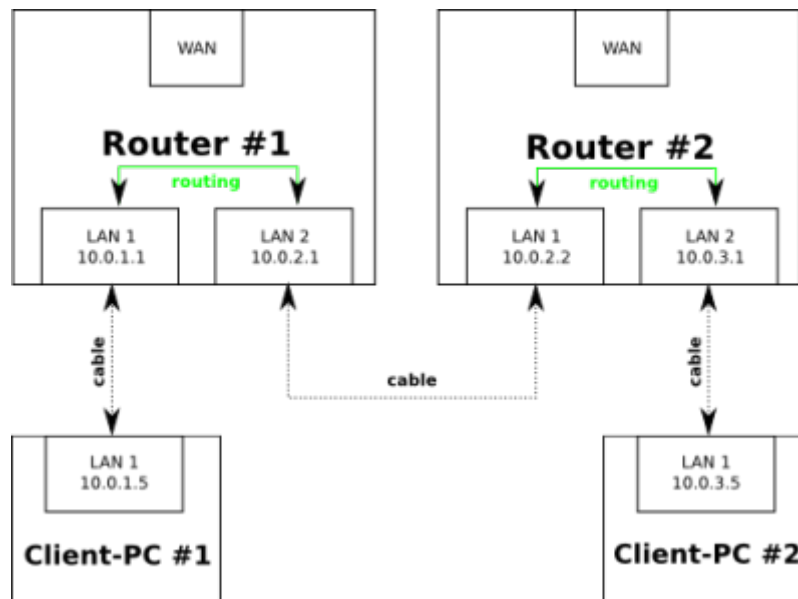 WAN
Router #1
routing
LAN 1
10.0.1.1
LAN 2
10.0.2.1
WAN
Router #2
routing
LAN 1
10.0.2.2
LAN 2
10.0.3.1
cable
cable
cable
LAN 1
10.0.1.5
Client-PC #1
LAN 1
10.0.3.5
Client-PC #2